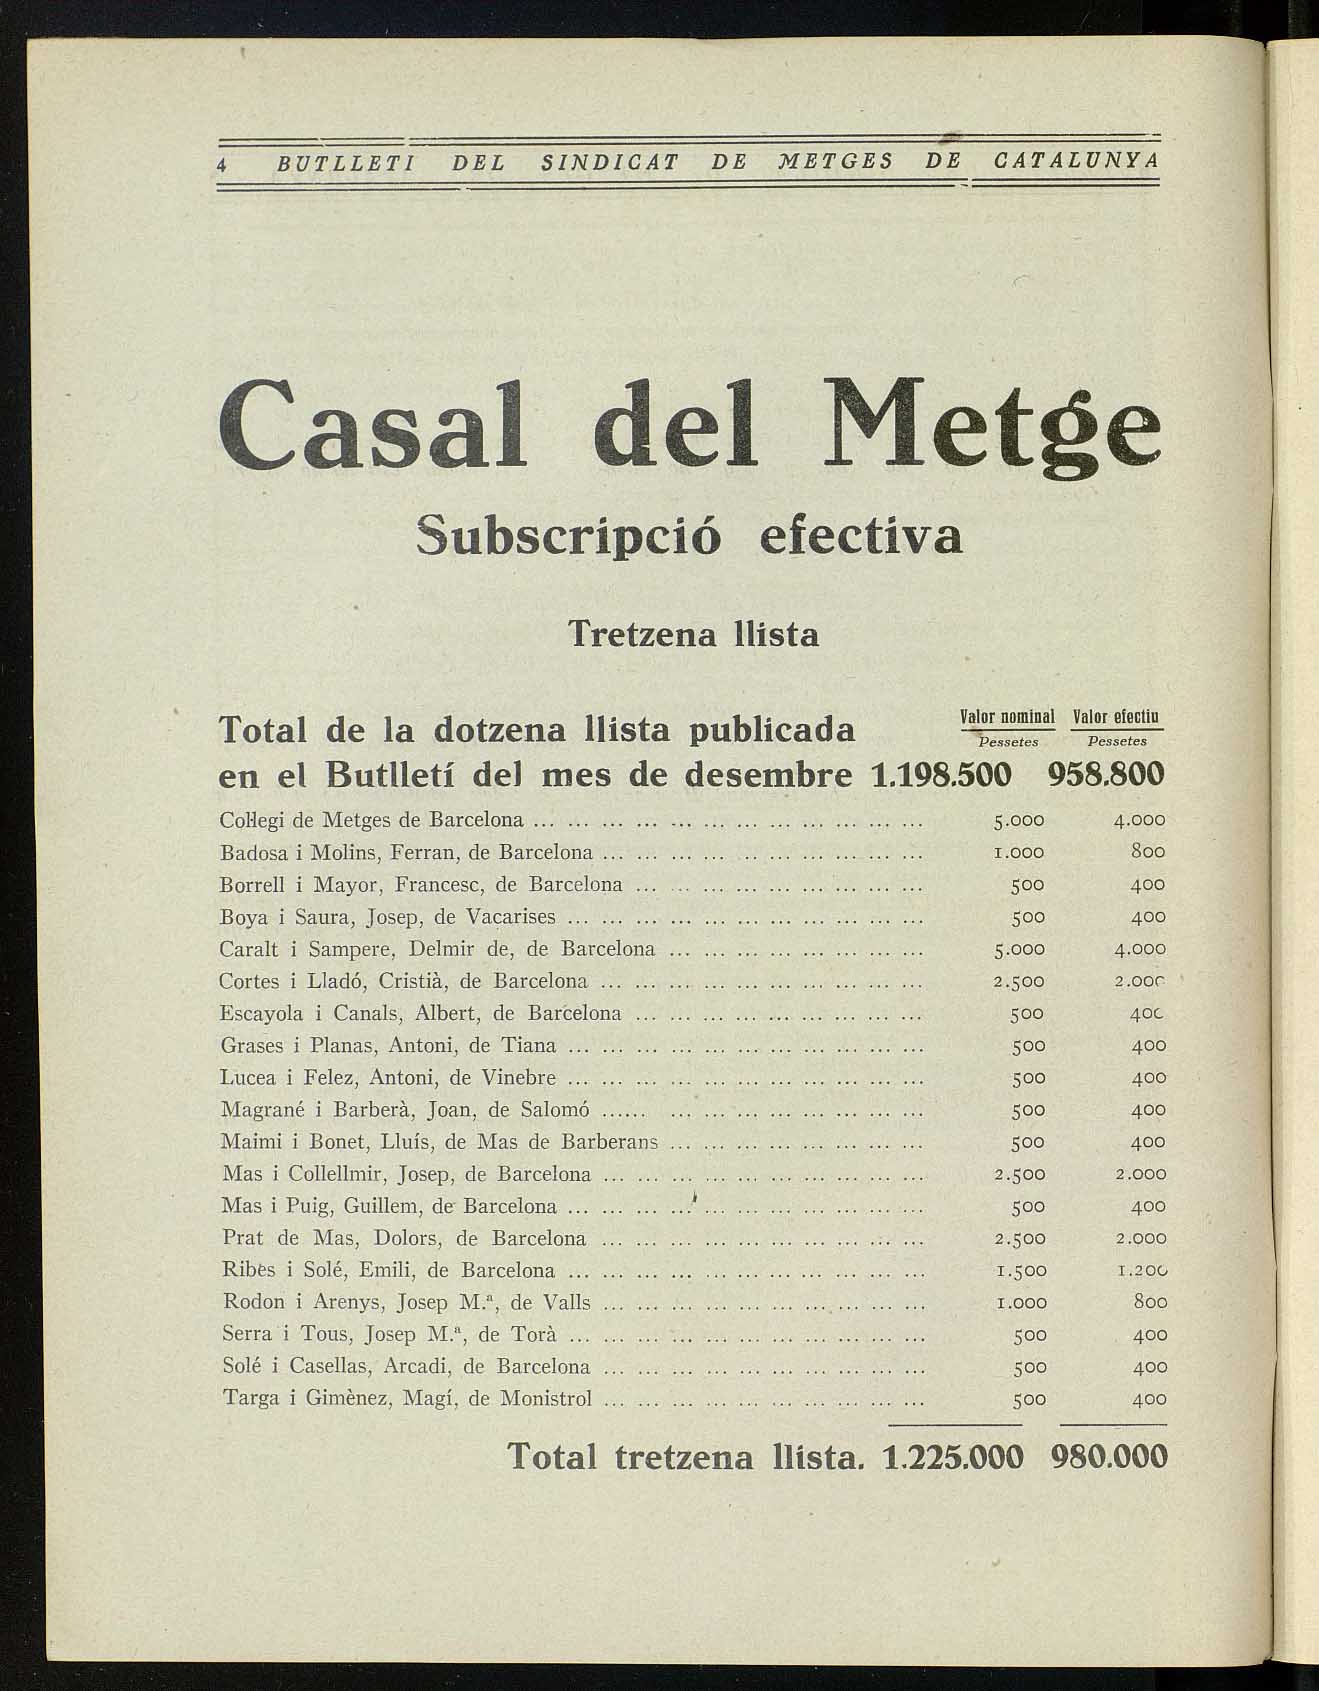 4 BUTLLETI DEL SINDICAT DE METGES DE CATALUNYA
Casal del Metge
Subscripció efectiva
Tretzena llista
Valor nominal Valor efectiu
Pessetes Pessetes
Total de la dotzena llista publicada
en el Butlletí del mes de desembre 1.198.500 958.800
Col·legi de Metges de Barcelona ... ... ... ... ... ... ... ... ... ... ... ... 5.000 4.000
Badosa i Molins, Ferran, de Barcelona ... ... ... ... ... ... ... ... ... ... 1.000 800
Borrell i Mayor, Francesc, de Barcelona ... ... ... ... ... ... ... ... ... 500 400
Boya i Saura, Josep, de Vacarises ... ... ... ... ... ... ... ... ... ... ... 500 400
Caralt i Sampere, Delmir de, de Barcelona ... ... ... ... ... ... ... ... 5.000 4.000
Cortes i Lladó, Cristià, de Barcelona ... ... ... ... ... ... ... ... ... ... 2.500 2.000
Escayola i Canals, Albert, de Barcelona ... ... ... ... ... ... ... ... ... 500 400
Grases i Planas, Antoni, de Tiana ... ... ... ... ... ... ... ... ... ... ... 500 400
Lucea i Felez, Antoni, de Vinebre ... ... ... ... ... ... ... ... ... ... ... 500 400
Magrané i Barberà, Joan, de Salomó ...... ... ... ... ... ... ... ... ... 500 400
Maimi i Bonet, Lluís, de Mas de Barberans ... ... ... ... ... ... ... ... 500 400
Mas i Collellmir, Josep, de Barcelona ... ... ... ... ... ... ... ... ... ... 2.500 2.000
Mas i Puig, Guillem, de Barcelona ... ... ... ... ... ... ... ... ... ... ... 500 400
Prat de Mas, Dolors, de Barcelona ... ... ... ... ... ... ... ... ... ... 2.500 2.000
Ribes i Solé, Emili, de Barcelona ... ... ... ... ... ... ... ... ... ... ... 1.500 1.200
Rodon i Arenys, Josep M.ª, de Valls ... ... ... ... ... ... ... ... ... ... 1.000 800
Serra i Tous, Josep M.ª, de Torà ... ... ... ... ... ... ... ... ... ... ... 500 400
Solé i Casellas, Arcadi, de Barcelona ... ... ... ... ... ... ... ... ... ... 500 400
Targa i Gimènez, Magí, de Monistrol ... ... ... ... ... ... ... ... ... ... 500 400
Total tretzena llista. 1.225.000 980.000